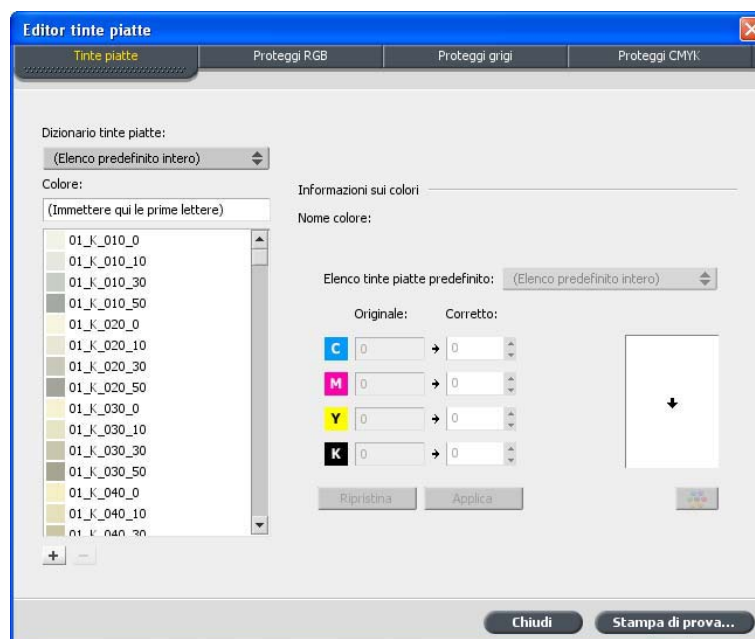 Editor tinte piatte
Tinte piatte
Proteggi RGB
Proteggi grigi
Proteggi CMYK
Dizionario tinte piatte:
(Elenco predefinito intero)
Colore:
(Immettere qui le prime lettere)
01_K_010_0
01_K_010_10
01_K_010_30
01_K_010_50
01_K_020_0
01_K_020_10
01_K_020_30
01_K_020_50
01_K_030_0
01_K_030_10
01_K_030_30
01_K_030_50
01_K_040_0
01_K_040_10
01_K_040_30
Informazioni sui colori
Nome colore:
Elenco tinte piatte predefinito: (Elenco predefinito intero)
Originale: Corretto:
C 0 0
M 0 0
Y 0 0
K 0 0
Ripristina Applica
Chiudi Stampa di prova...